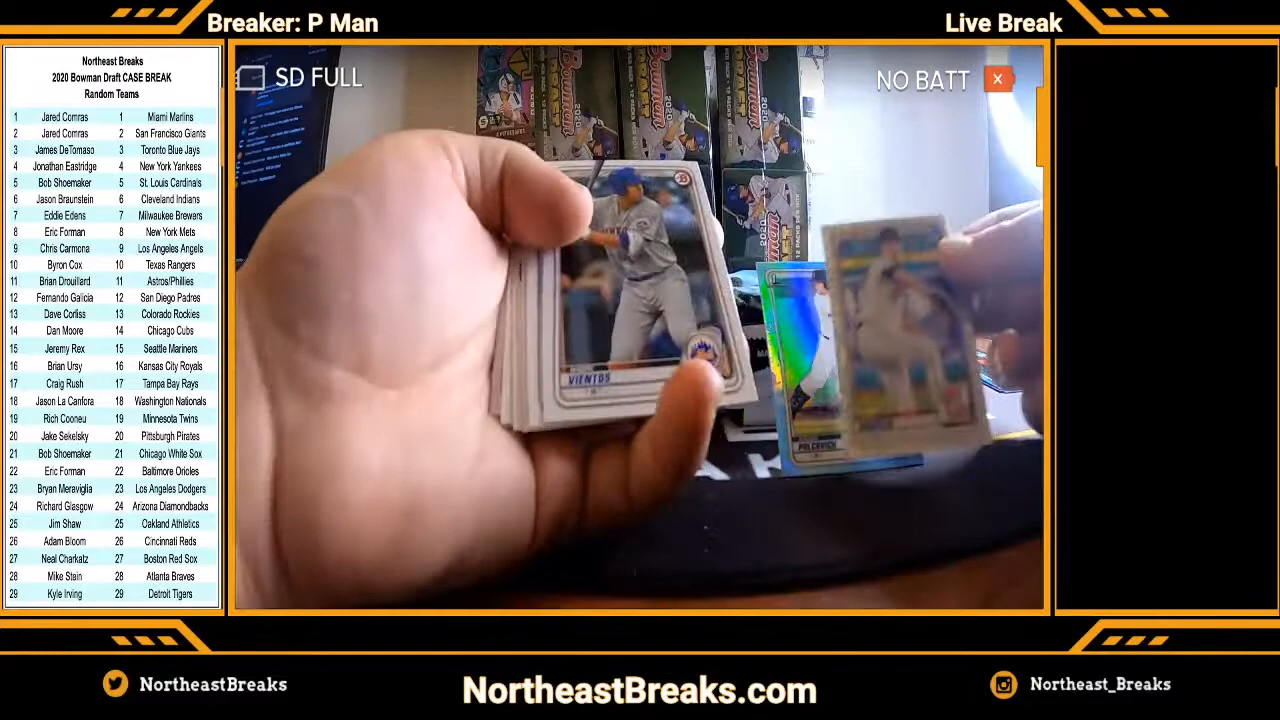 Breaker: P Man
Live Break
Northeast Breaks
2020 Bowman Draft CASE BREAK
Random Teams
1 Jared Comras 1 Miami Marlins
2 Jared Comras 2 San Francisco Giants
3 James DeTomaso 3 Toronto Blue Jays
4 Jonathan Eastridge 4 New York Yankees
5 Bob Shoemaker 5 St. Louis Cardinals
6 Jason Braunstein 6 Cleveland Indians
7 Eddie Edens 7 Milwaukee Brewers
8 Eric Forman 8 New York Mets
9 Chris Carmona 9 Los Angeles Angels
10 Byron Cox 10 Texas Rangers
11 Brian Drouillard 11 Astros/Phillies
12 Fernando Galicia 12 San Diego Padres
13 Dave Corliss 13 Colorado Rockies
14 Dan Moore 14 Chicago Cubs
15 Jeremy Rex 15 Seattle Mariners
16 Brian Ursy 16 Kansas City Royals
17 Craig Rush 17 Tampa Bay Rays
18 Jason La Canfora 18 Washington Nationals
19 Rich Cooneu 19 Minnesota Twins
20 Jake Sekelsky 20 Pittsburgh Pirates
21 Bob Shoemaker 21 Chicago White Sox
22 Eric Forman 22 Baltimore Orioles
23 Bryan Meraviglia 23 Los Angeles Dodgers
24 Richard Glasgow 24 Arizona Diamondbacks
25 Jim Shaw 25 Oakland Athletics
26 Adam Bloom 26 Cincinnati Reds
27 Neal Charkatz 27 Boston Red Sox
28 Mike Stein 28 Atlanta Braves
29 Kyle Irving 29 Detroit Tigers
SD FULL
NO BATT
Bowman
2020
Bowman
2020
Bowman
2020
VIENTOS
NortheastBreaks
NortheastBreaks.com
Northeast_Breaks